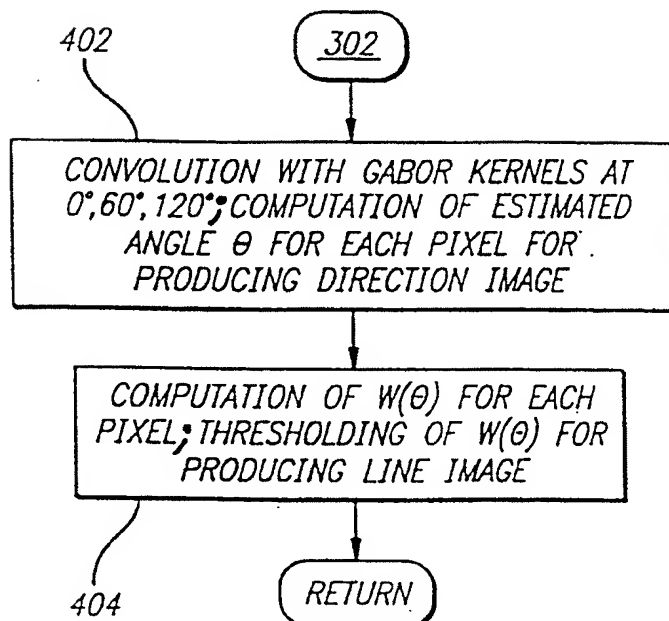 402
302
CONVOLUTION WITH GABOR KERNELS AT
0°,60°,120°;COMPUTATION OF ESTIMATED
ANGLE θ FOR EACH PIXEL FOR
PRODUCING DIRECTION IMAGE
COMPUTATION OF W(θ) FOR EACH
PIXEL;THRESHOLDING OF W(θ) FOR
PRODUCING LINE IMAGE
404
RETURN